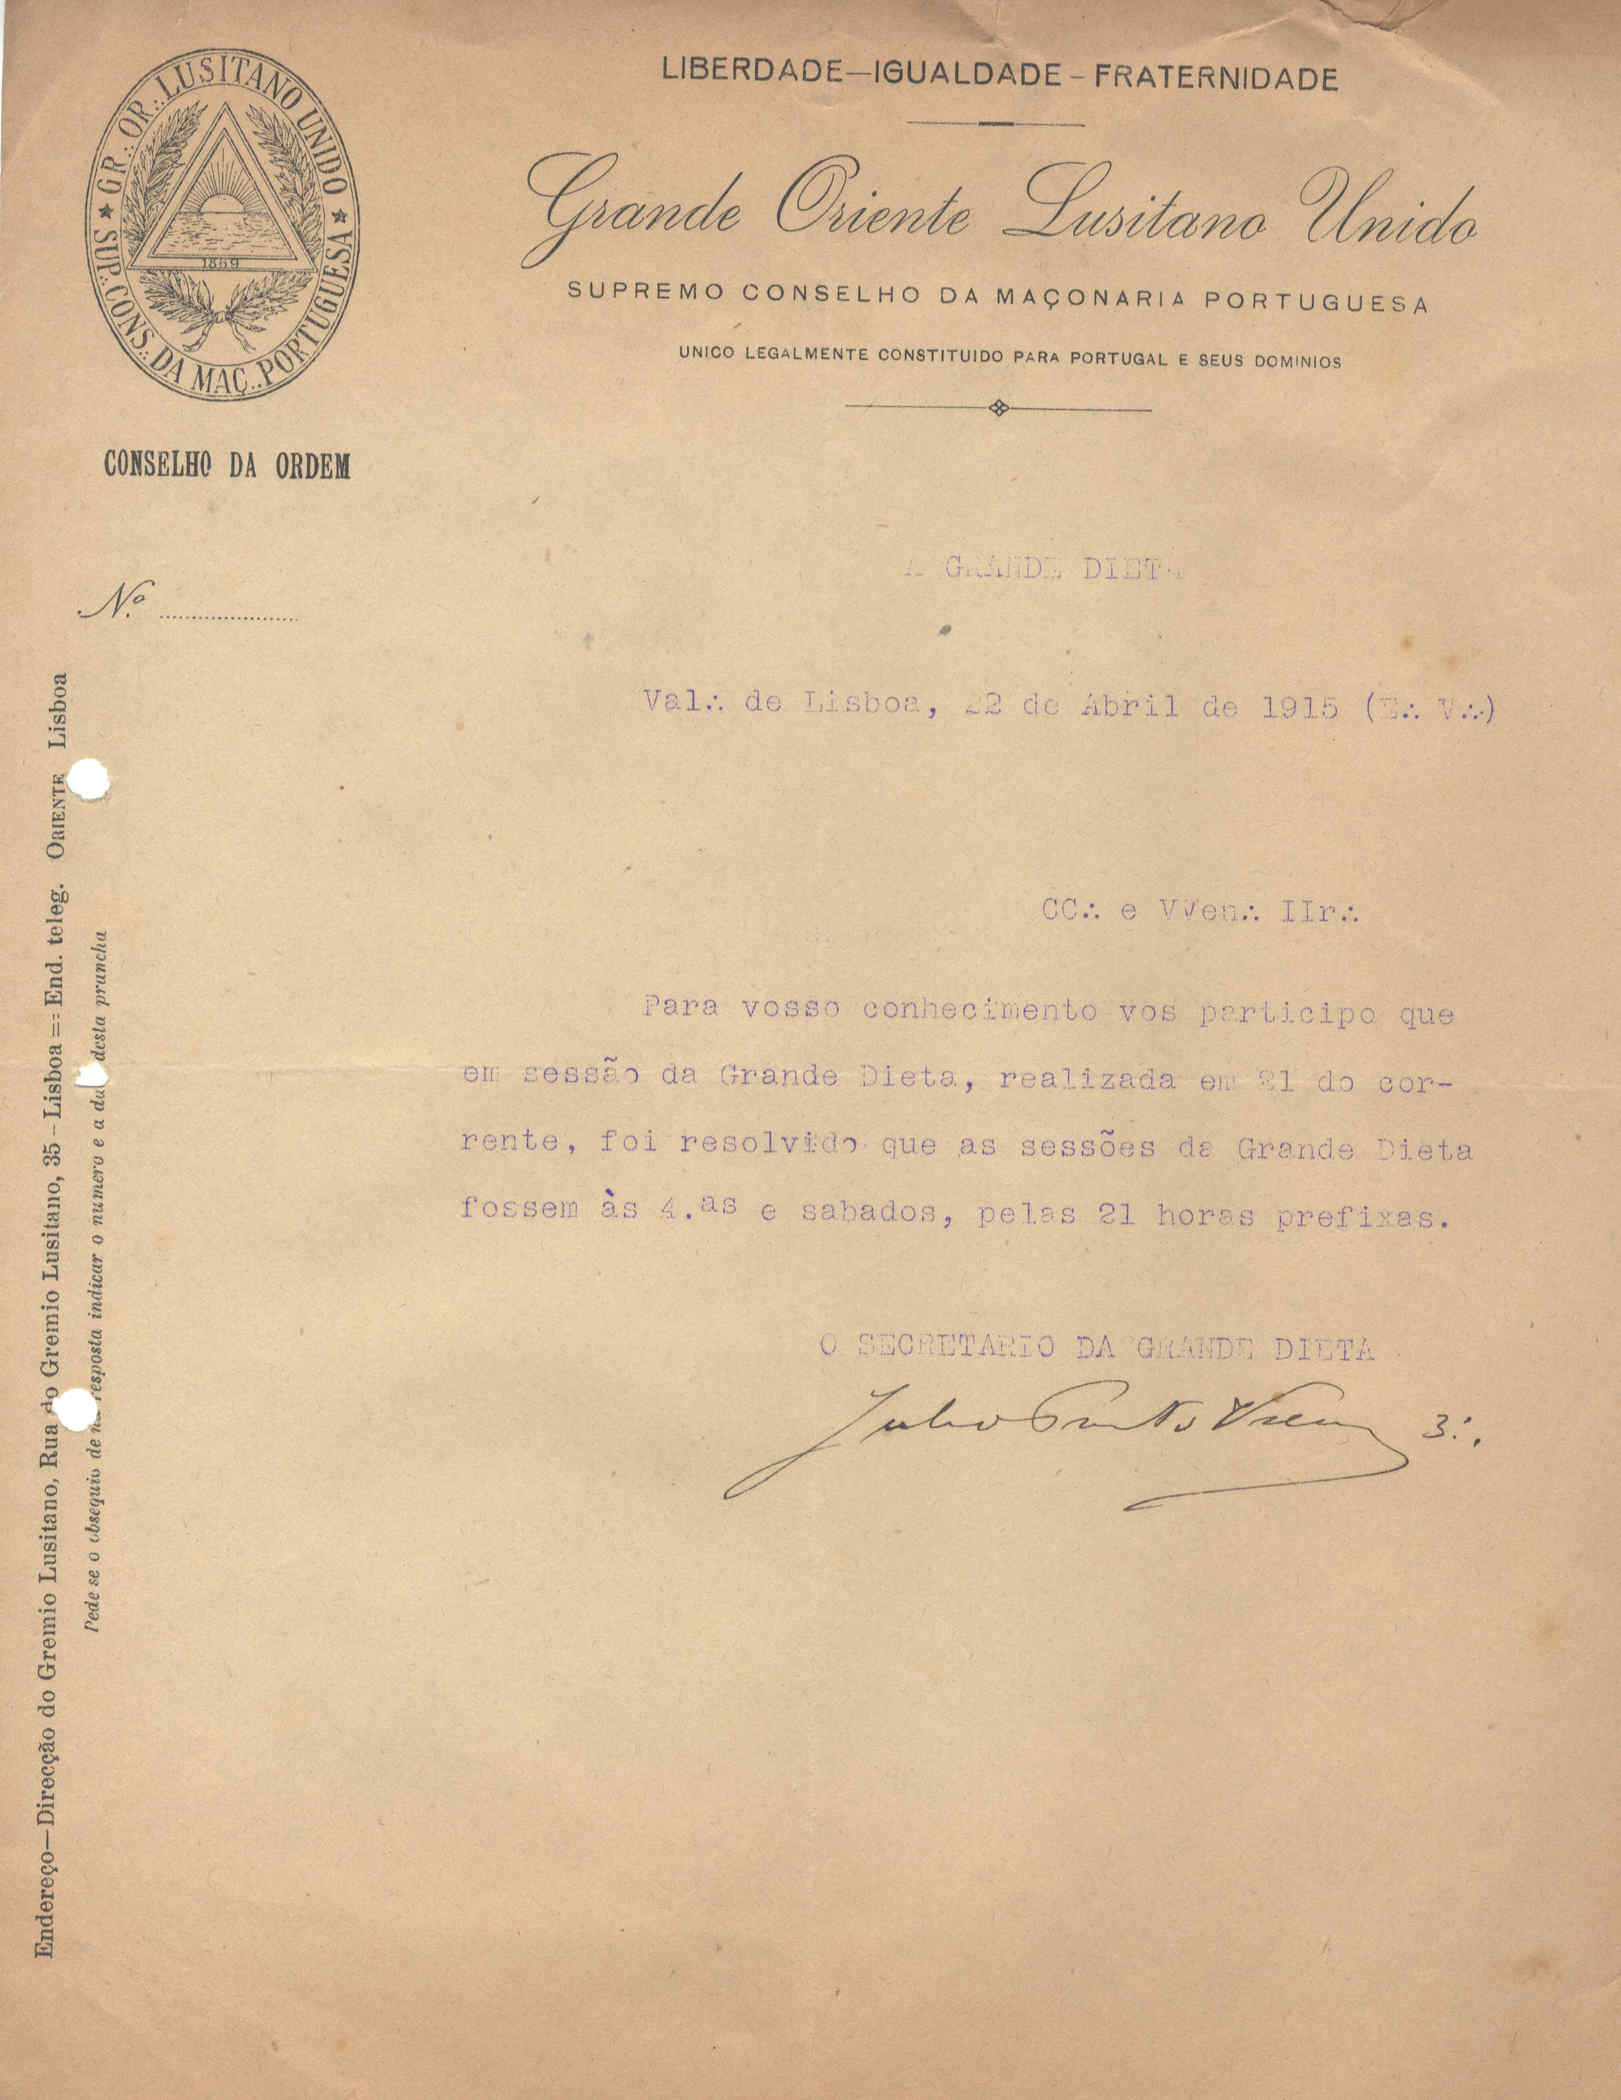 GR∴ OR∴ LUSITANO UNIDO
★ SUP∴ CONS∴ DA MAÇ∴ PORTUGUESA ★
1869
CONSELHO DA ORDEM
N.º
LIBERDADE—IGUALDADE-FRATERNIDADE
Grande Oriente Lusitano Unido
SUPREMO CONSELHO DA MAÇONARIA PORTUGUESA
UNICO LEGALMENTE CONSTITUIDO PARA PORTUGAL E SEUS DOMINIOS
A GRANDE DIETA
Val∴ de Lisboa, 22 de Abril de 1915 (E∴ V∴)
CC∴ e VVen∴ IIr∴
Para vosso conhecimento vos participo que
em sessão da Grande Dieta, realizada em 21 do cor-
rente, foi resolvido que as sessões da Grande Dieta
fossem às 4.as e sabados, pelas 21 horas prefixas.
O SECRETARIO DA GRANDE DIETA
3∴
Endereço—Direcção do Gremio Lusitano, Rua do Gremio Lusitano, 35-Lisboa=:End. teleg. ORIENTE Lisboa
Pede se o obsequio de na resposta indicar o numero e a data desta prancha